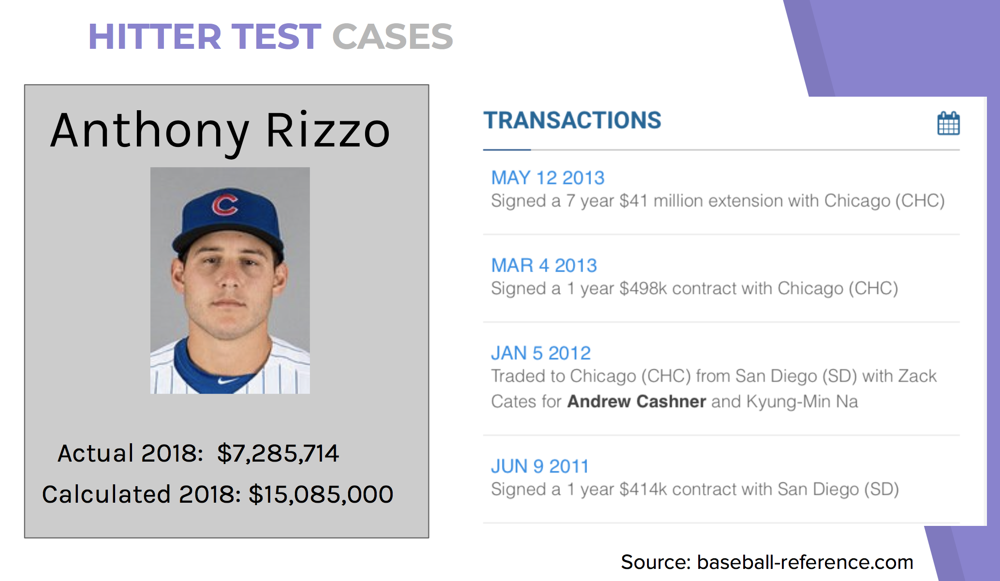 HITTER TEST CASES
Anthony Rizzo
C
Actual 2018: $7,285,714
Calculated 2018: $15,085,000
TRANSACTIONS
MAY 12 2013
Signed a 7 year $41 million extension with Chicago (CHC)
MAR 4 2013
Signed a 1 year $498k contract with Chicago (CHC)
JAN 5 2012
Traded to Chicago (CHC) from San Diego (SD) with Zack
Cates for Andrew Cashner and Kyung-Min Na
JUN 9 2011
Signed a 1 year $414k contract with San Diego (SD)
Source: baseball-reference.com